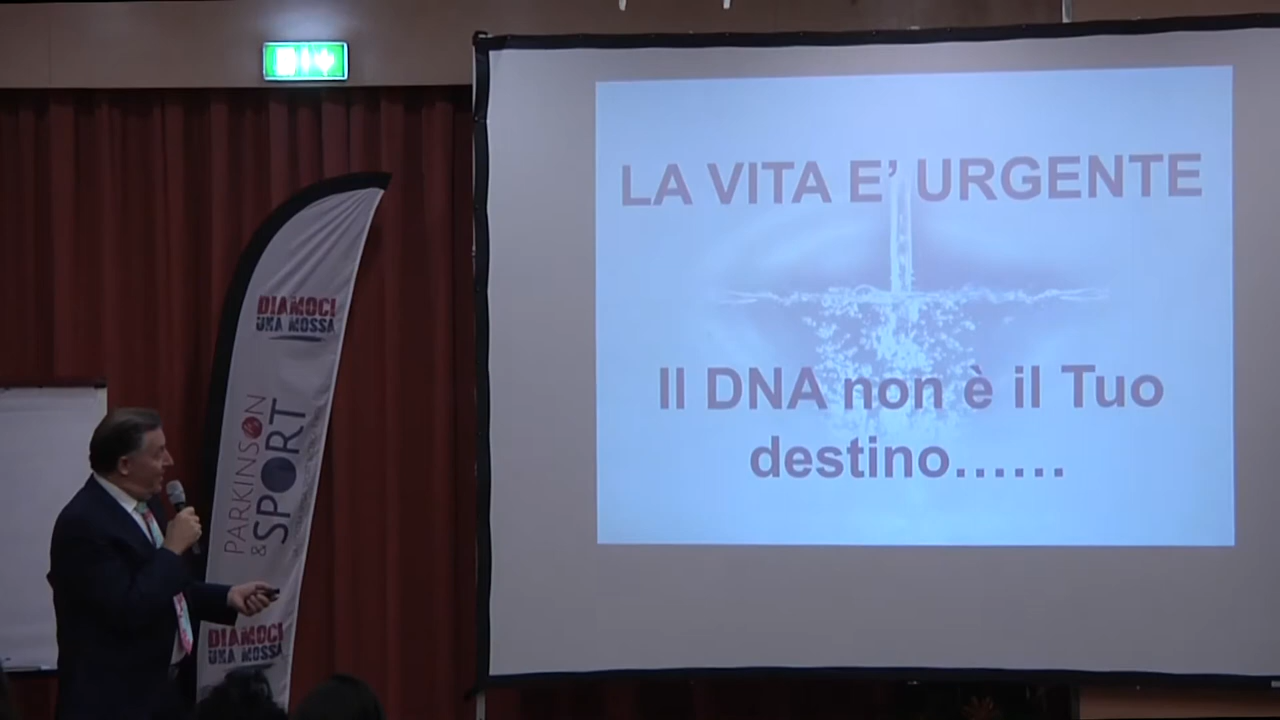 LA VITA E’ URGENTE
Il DNA non è il Tuo
destino......
DIAMOCI
UNA MOSSA
PARKINSON
& SPORT
DIAMOCI
UNA MOSSA